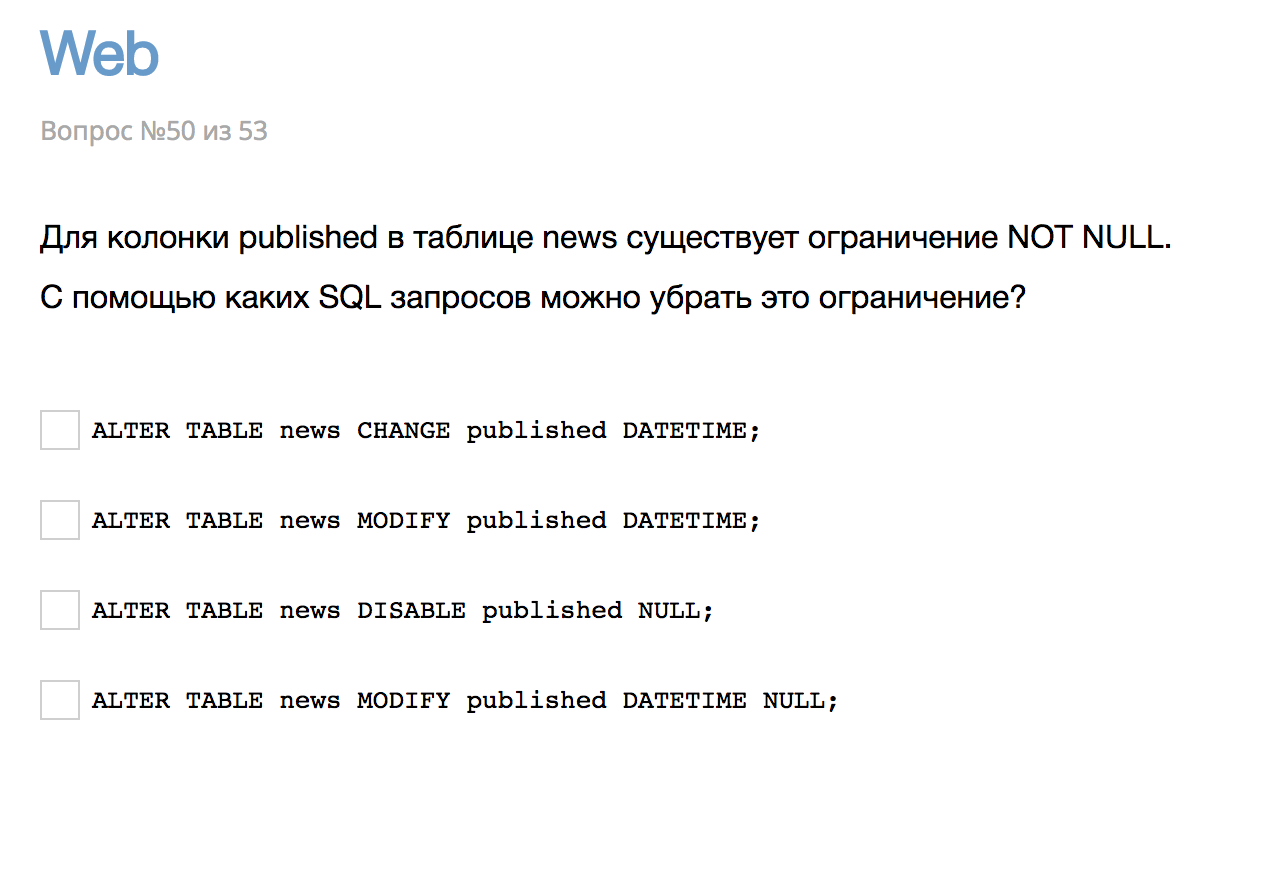 Web
Вопрос №50 из 53
Для колонки published в таблице news существует ограничение NOT NULL.
С помощью каких SQL запросов можно убрать это ограничение?
ALTER TABLE news CHANGE published DATETIME;
ALTER TABLE news MODIFY published DATETIME;
ALTER TABLE news DISABLE published NULL;
ALTER TABLE news MODIFY published DATETIME NULL;